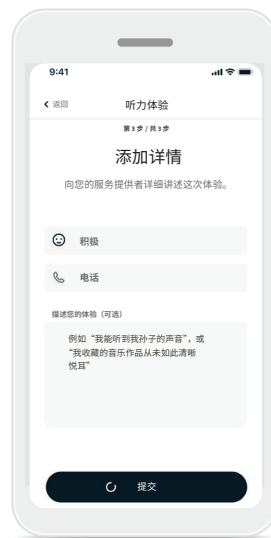 9:41
返回
听力体验
第3步/共3步
添加详情
向您的服务提供者详细讲述这次体验。
积极
电话
描述您的体验（可选）
例如“我能听到我孙子的声音”，或
“我收藏的音乐作品从未如此清晰
悦耳”
提交